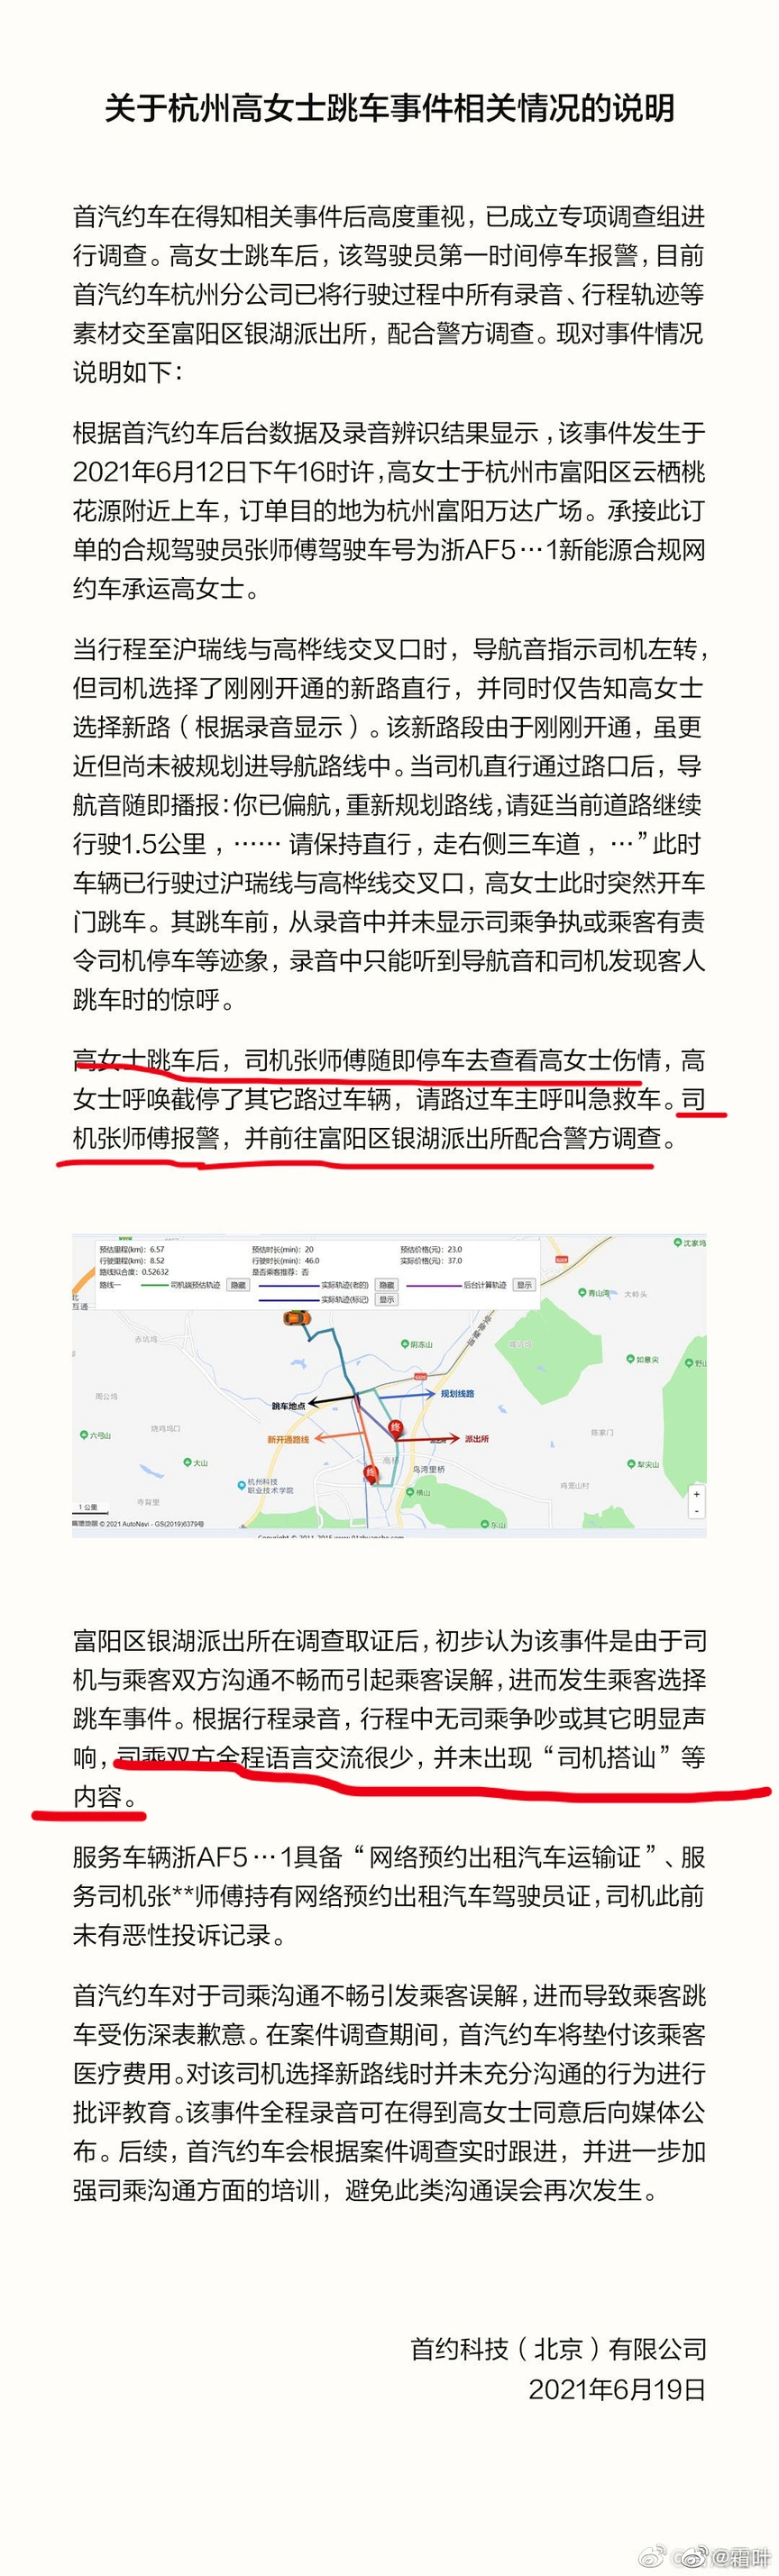 关于杭州高女士跳车事件相关情况的说明
首汽约车在得知相关事件后高度重视，已成立专项调查组进
行调查。高女士跳车后，该驾驶员第一时间停车报警，目前
首汽约车杭州分公司已将行驶过程中所有录音、行程轨迹等
素材交至富阳区银湖派出所，配合警方调查。现对事件情况
说明如下：
根据首汽约车后台数据及录音辨识结果显示，该事件发生于
2021年6月12日下午16时许，高女士于杭州市富阳区云栖桃
花源附近上车，订单目的地为杭州富阳万达广场。承接此订
单的合规驾驶员张师傅驾驶车号为浙AF5…1新能源合规网
约车承运高女士。
当行程至沪瑞线与高桦线交叉口时，导航音指示司机左转，
但司机选择了刚刚开通的新路直行，并同时仅告知高女士
选择新路（根据录音显示）。该新路段由于刚刚开通，虽更
近但尚未被规划进导航路线中。当司机直行通过路口后，导
航音随即播报：你已偏航，重新规划路线，请延当前道路继续
行驶1.5公里，……请保持直行，走右侧三车道，…”此时
车辆已行驶过沪瑞线与高桦线交叉口，高女士此时突然开车
门跳车。其跳车前，从录音中并未显示司乘争执或乘客有责
令司机停车等迹象，录音中只能听到导航音和司机发现客人
跳车时的惊呼。
高女士跳车后，司机张师傅随即停车去查看高女士伤情，高
女士呼唤截停了其它路过车辆，请路过车主呼叫急救车。司
机张师傅报警，并前往富阳区银湖派出所配合警方调查。
预估里程(km)：6.57 预估时长(min)：20 预估价格(元)：23.0
行驶里程(km)：8.52 行驶时长(min)：46.0 实际价格(元)：37.0
路线拟合度：0.52632 是否乘客推荐：否
路线一 司机端预估轨迹 隐藏 实际轨迹(老的) 隐藏 后台计算轨迹 显示
实际轨迹(标记) 显示
沈家坞
北
互通
青山湾 大岭头
赤坑坞
阴冻山
如意尖
野山
周公坞
跳车地点
规划线路
六弓山
烧鸡坞口
新开通路线
终
派出所
陈家门
大山
高桥
乌湾里桥
犁尖山
终
杭州科技
职业技术学院
横山
鸡笼山村
寺背里
1 公里
东山
高德地图 © 2021 AutoNavi - GS(2019)6379号
富阳区银湖派出所在调查取证后，初步认为该事件是由于司
机与乘客双方沟通不畅而引起乘客误解，进而发生乘客选择
跳车事件。根据行程录音，行程中无司乘争吵或其它明显声
响，司乘双方全程语言交流很少，并未出现“司机搭讪”等
内容。
服务车辆浙AF5…1具备“网络预约出租汽车运输证”、服
务司机张**师傅持有网络预约出租汽车驾驶员证，司机此前
未有恶性投诉记录。
首汽约车对于司乘沟通不畅引发乘客误解，进而导致乘客跳
车受伤深表歉意。在案件调查期间，首汽约车将垫付该乘客
医疗费用。对该司机选择新路线时并未充分沟通的行为进行
批评教育。该事件全程录音可在得到高女士同意后向媒体公
布。后续，首汽约车会根据案件调查实时跟进，并进一步加
强司乘沟通方面的培训，避免此类沟通误会再次发生。
首约科技（北京）有限公司
2021年6月19日
@霜叶